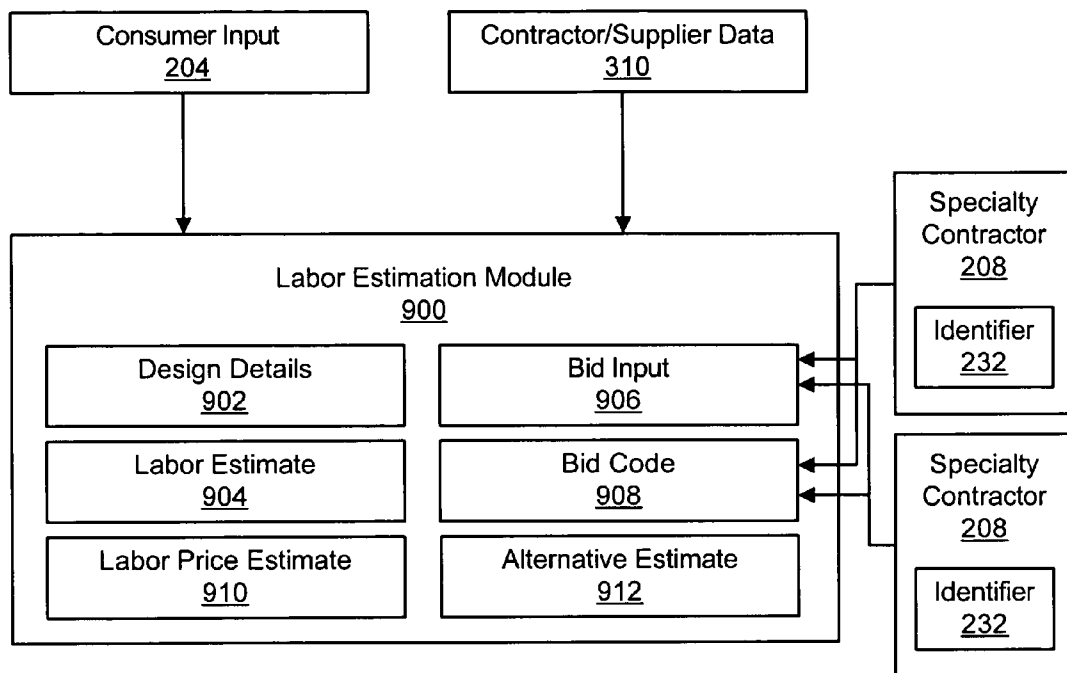 Consumer Input
204
Contractor/Supplier Data
310
Labor Estimation Module
900
Design Details
902
Bid Input
906
Labor Estimate
904
Bid Code
908
Labor Price Estimate
910
Alternative Estimate
912
Specialty
Contractor
208
Identifier
232
Specialty
Contractor
208
Identifier
232